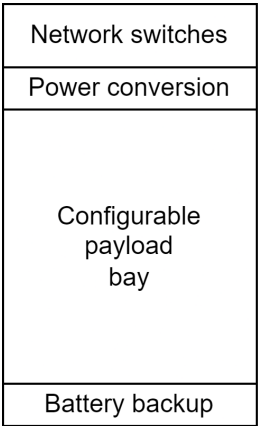 Network switches
Power conversion
Configurable
payload
bay
Battery backup